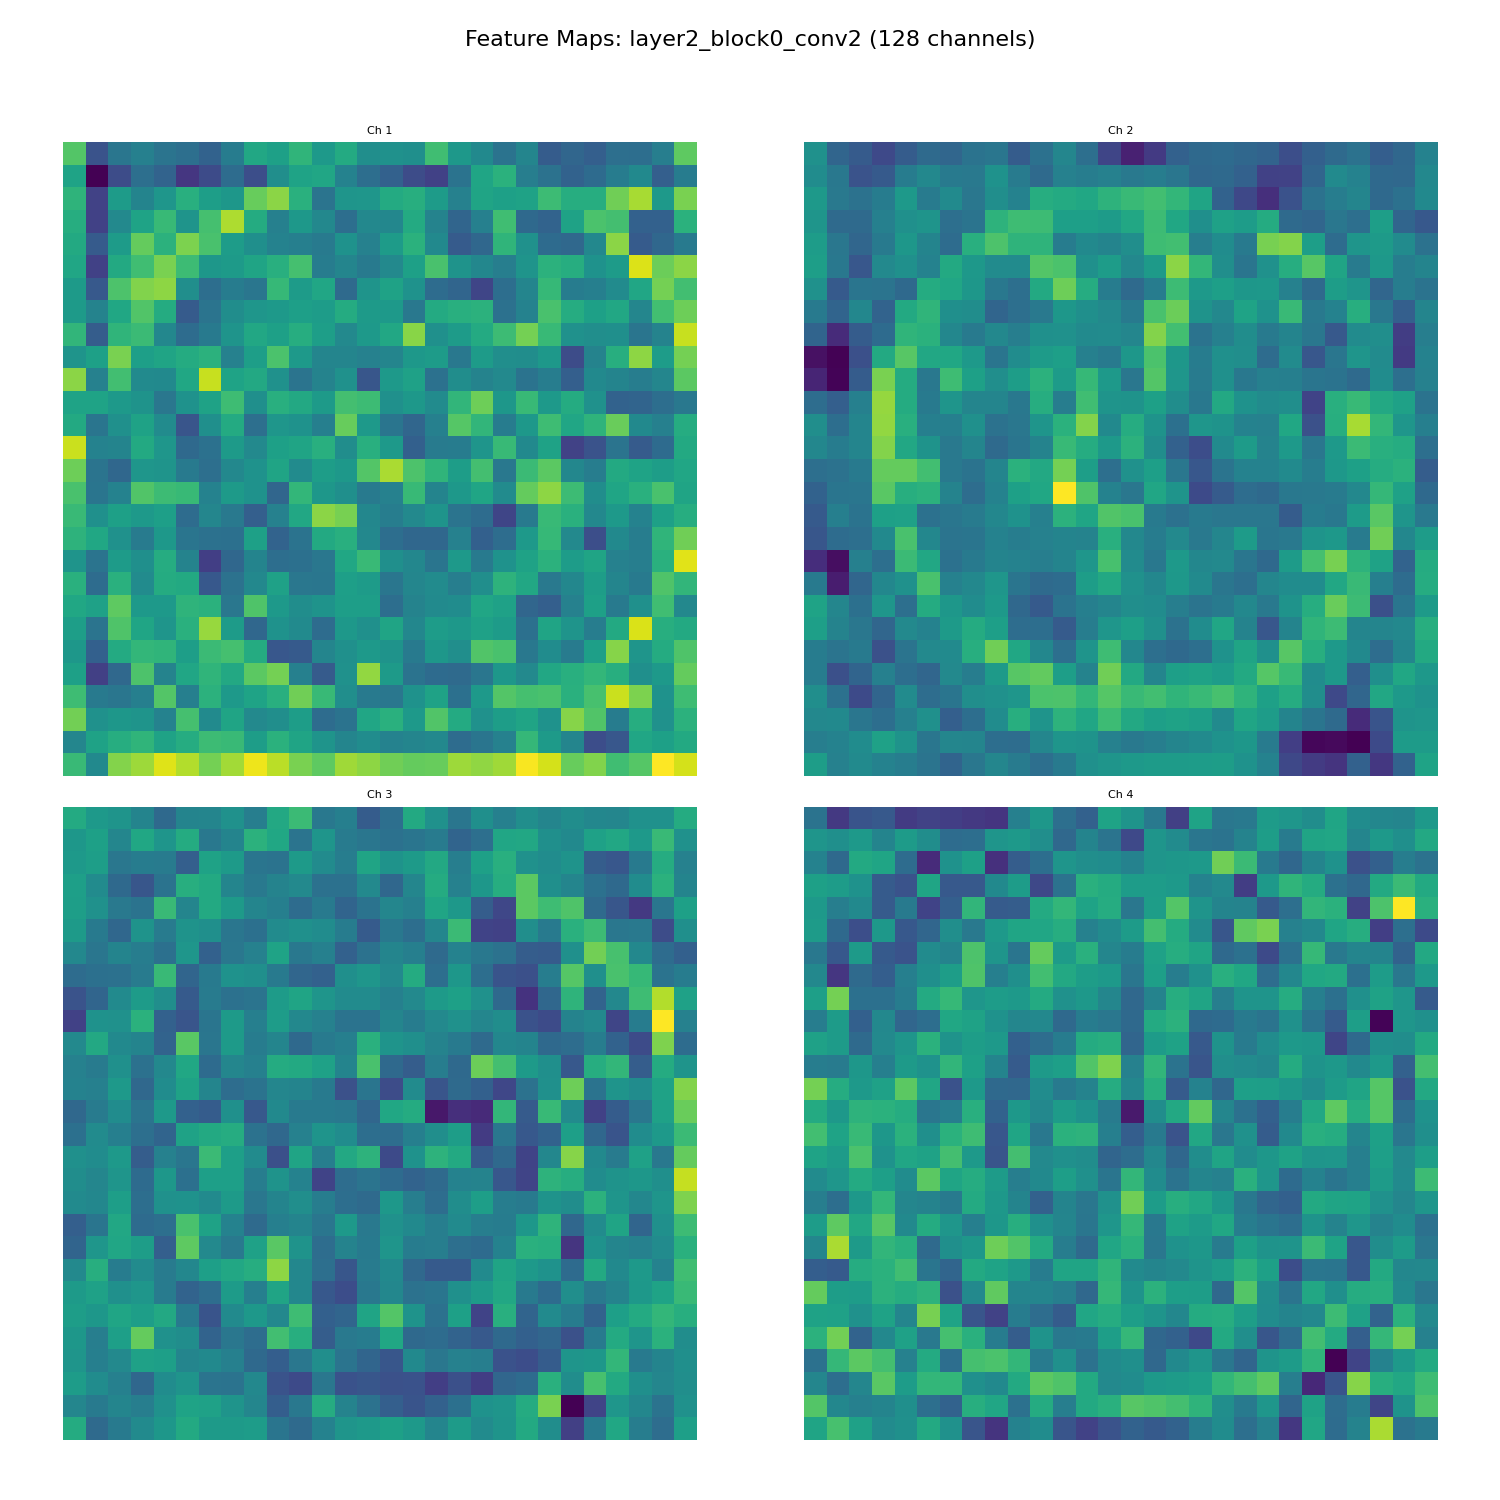 Feature Maps: layer2_block0_conv2 (128 channels)
Ch 1
Ch 2
Ch 3
Ch 4